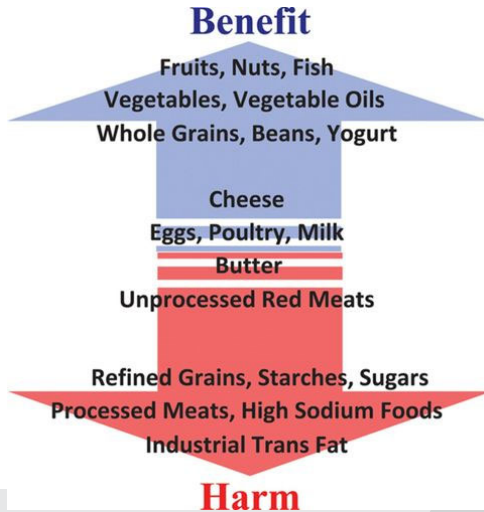 Benefit
Fruits, Nuts, Fish
Vegetables, Vegetable Oils
Whole Grains, Beans, Yogurt
Cheese
Eggs, Poultry, Milk
Butter
Unprocessed Red Meats
Refined Grains, Starches, Sugars
Processed Meats, High Sodium Foods
Industrial Trans Fat
Harm